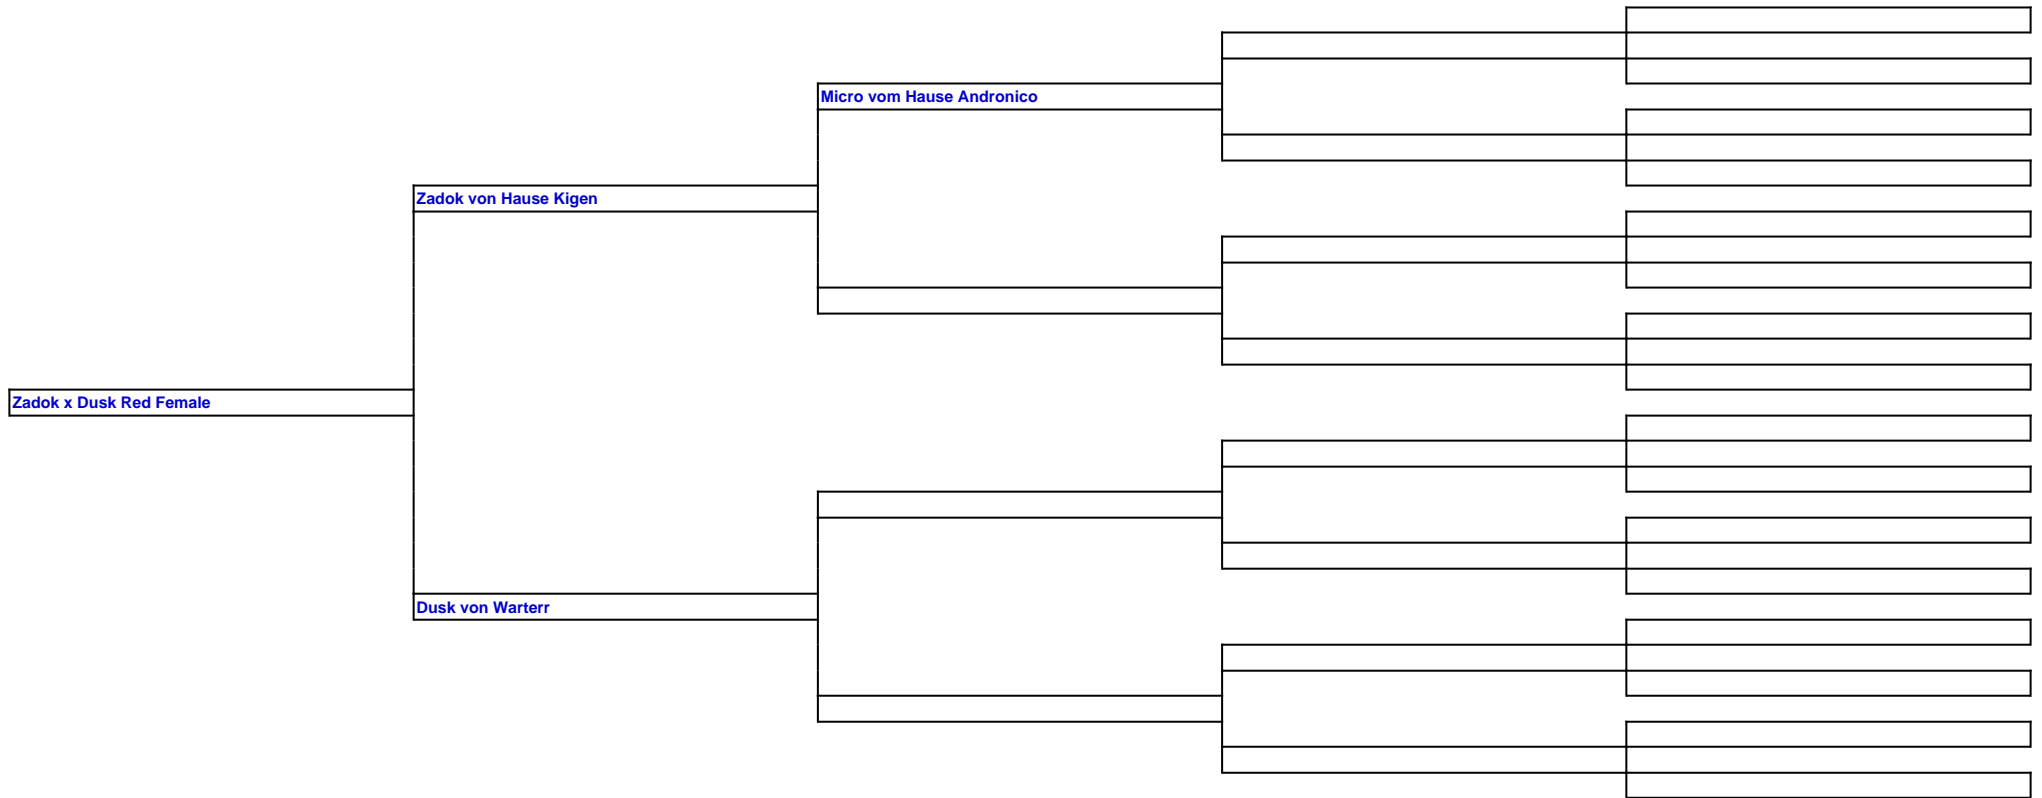 Micro vom Hause Andronico
Zadok von Hause Kigen
Zadok x Dusk Red Female
Dusk von Warterr